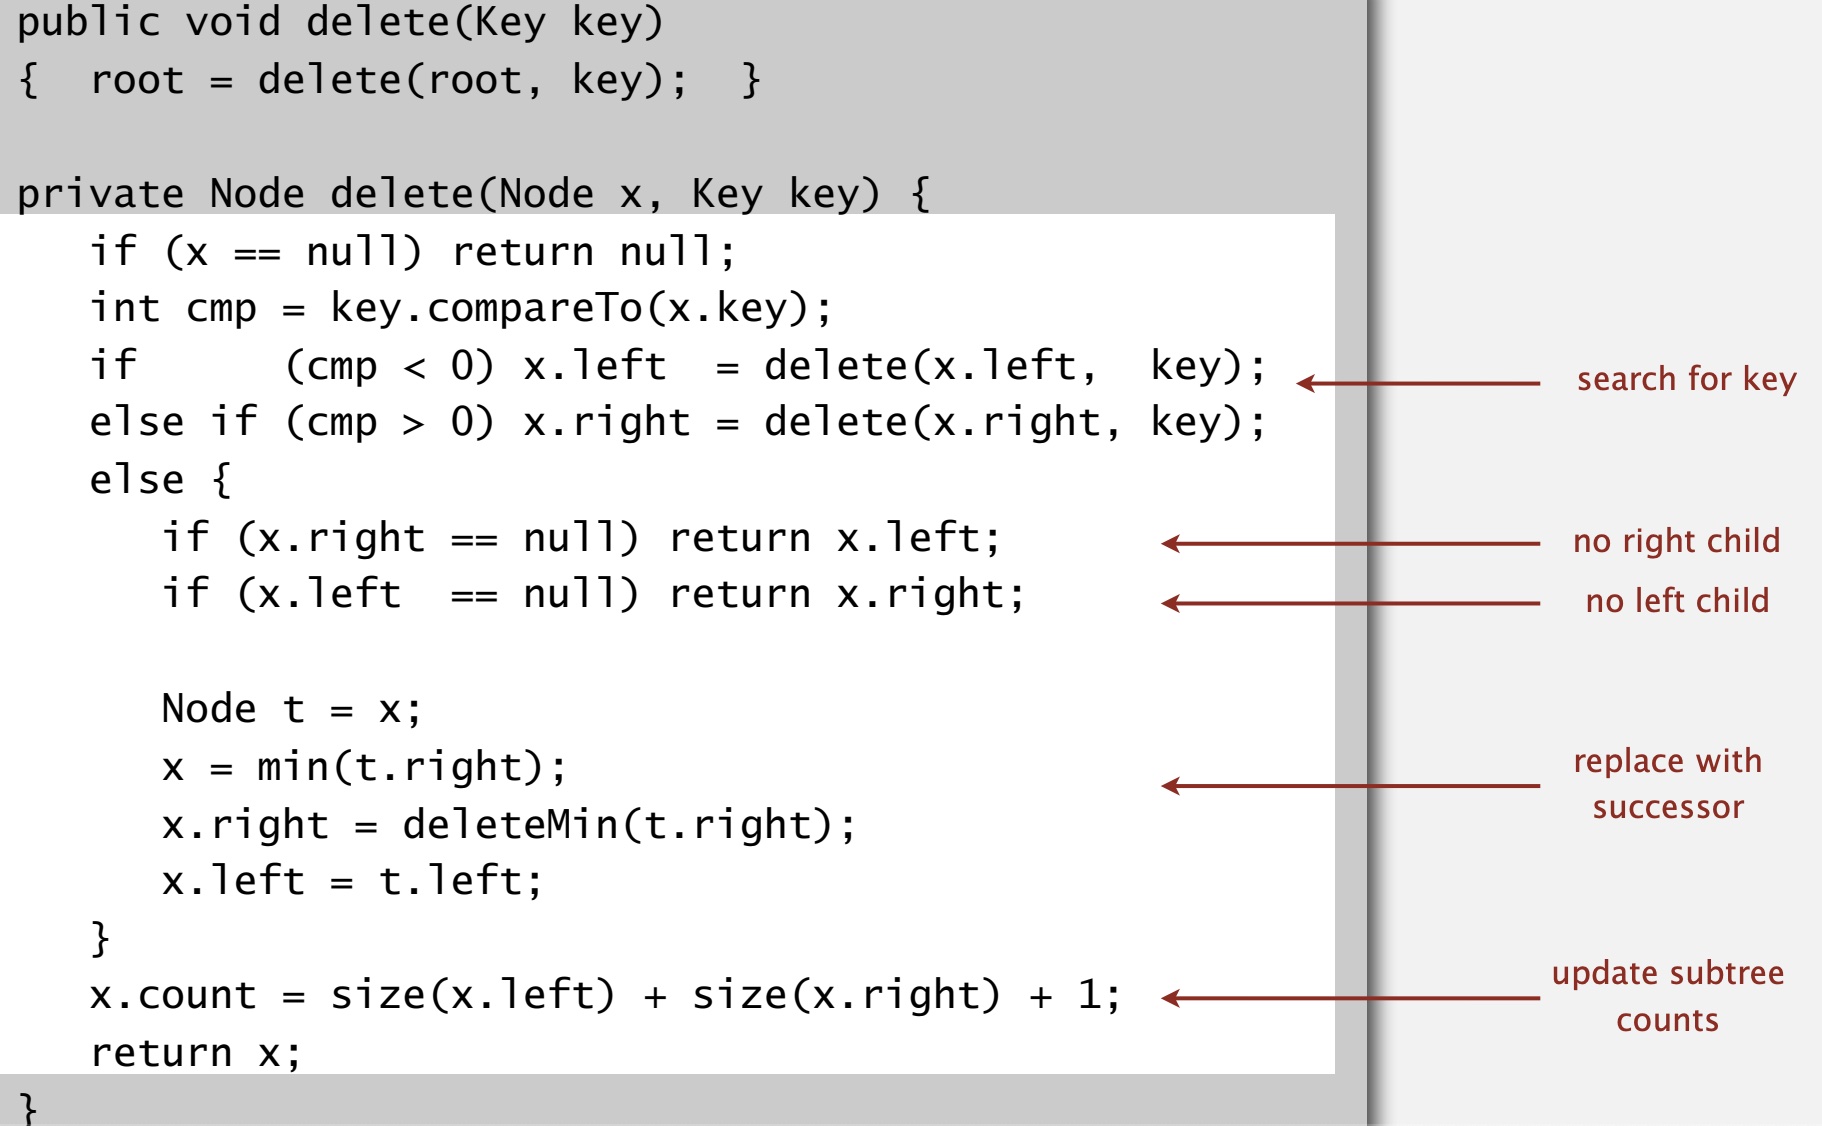 public void delete(Key key)
{  root = delete(root, key);  }

private Node delete(Node x, Key key) {
   if (x == null) return null;
   int cmp = key.compareTo(x.key);
   if      (cmp < 0) x.left  = delete(x.left,  key);
search for key
   else if (cmp > 0) x.right = delete(x.right, key);
   else {
      if (x.right == null) return x.left;
no right child
      if (x.left  == null) return x.right;
no left child

      Node t = x;
      x = min(t.right);
replace with
successor
      x.right = deleteMin(t.right);
      x.left = t.left;
   }
   x.count = size(x.left) + size(x.right) + 1;
update subtree
counts
   return x;
}